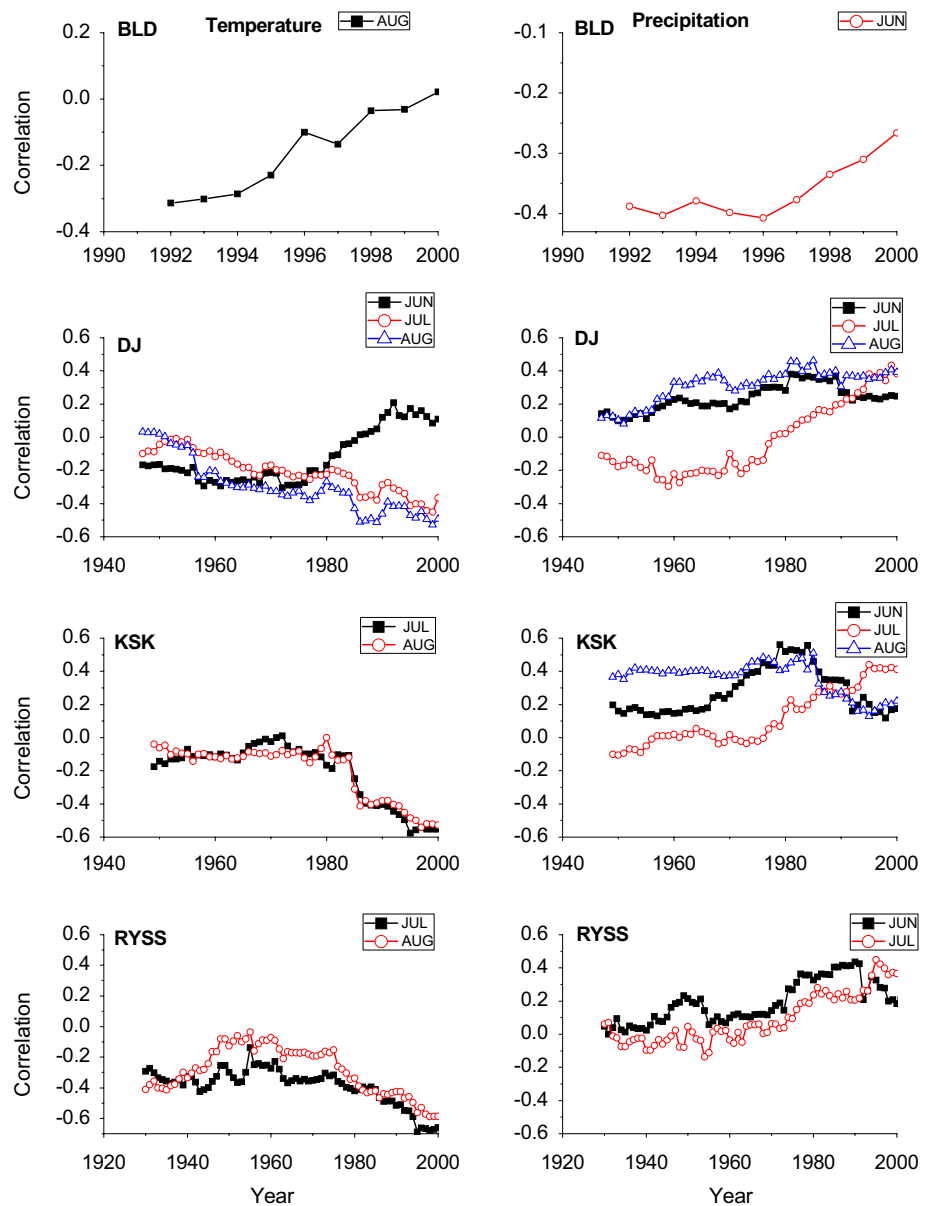 BLD Temperature AUG
0.2
0.0
-0.2
-0.4
Correlation
1990 1992 1994 1996 1998 2000
BLD Precipitation JUN
-0.1
-0.2
-0.3
-0.4
Correlation
1990 1992 1994 1996 1998 2000
DJ
JUN
JUL
AUG
0.6
0.4
0.2
0.0
-0.2
-0.4
-0.6
Correlation
1940 1960 1980 2000
DJ
JUN
JUL
AUG
0.6
0.4
0.2
0.0
-0.2
-0.4
-0.6
1940 1960 1980 2000
KSK
JUL
AUG
0.6
0.4
0.2
0.0
-0.2
-0.4
-0.6
Correlation
1940 1960 1980 2000
KSK
JUN
JUL
AUG
0.6
0.4
0.2
0.0
-0.2
-0.4
-0.6
1940 1960 1980 2000
RYSS
JUL
AUG
0.6
0.4
0.2
0.0
-0.2
-0.4
-0.6
Correlation
1920 1940 1960 1980 2000
Year
RYSS
JUN
JUL
0.6
0.4
0.2
0.0
-0.2
-0.4
-0.6
1920 1940 1960 1980 2000
Year